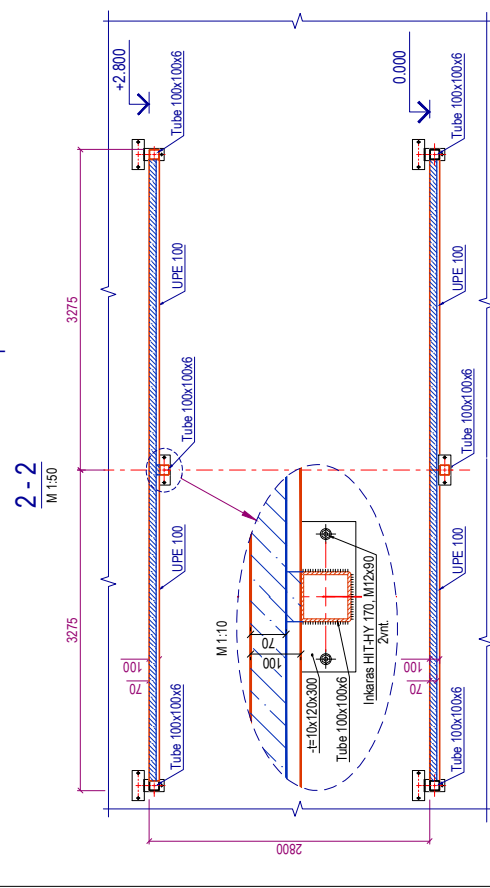 2 - 2
M 1:50
3275
3275
+2.800
0.000
2800
Tube 100x100x6
UPE 100
Tube 100x100x6
UPE 100
Tube 100x100x6
70
100
M 1:10
70
100
-t=10x120x300
Tube 100x100x6
Inkaras HIT-HY 170, M12x90
2vnt.
Tube 100x100x6
UPE 100
Tube 100x100x6
UPE 100
Tube 100x100x6
70
100